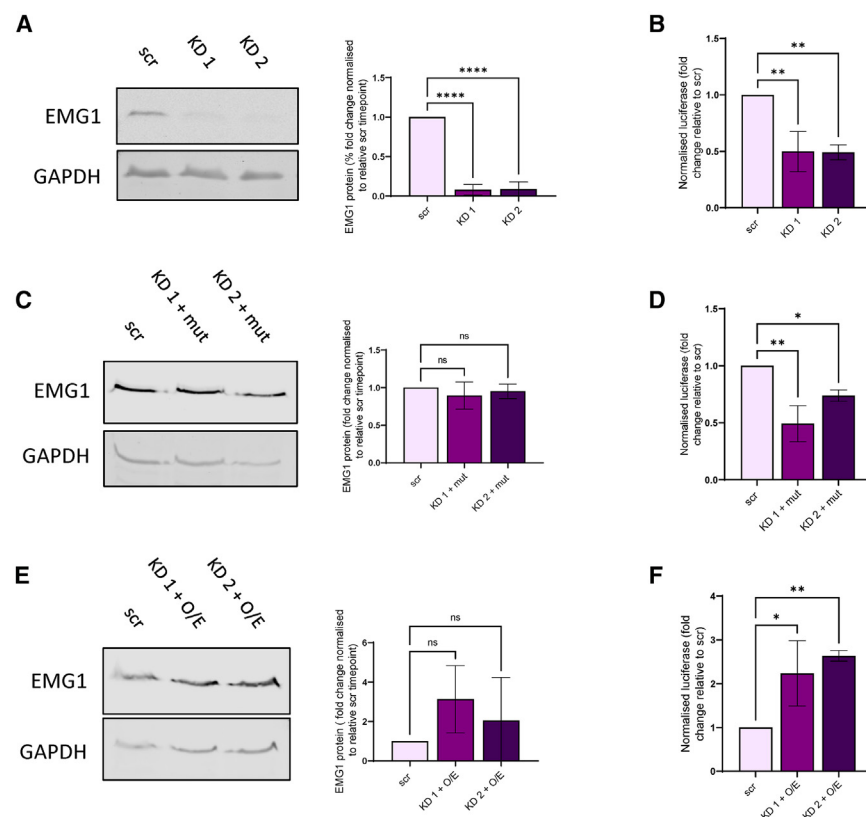 A
scr
KD 1
KD 2
EMG1
GAPDH
EMG1 protein (% fold change normalised
to relative scr timepoint)
1.5
1.0
0.5
0.0
****
****
scr
KD 1
KD 2
B
Normalised luciferase (fold
change relative to scr)
1.5
1.0
0.5
0.0
**
**
scr
KD 1
KD 2
C
scr
KD 1 + mut
KD 2 + mut
EMG1
GAPDH
EMG1 protein (fold change normalised
to relative scr timepoint)
1.5
1.0
0.5
0.0
ns
ns
scr
KD 1 + mut
KD 2 + mut
D
Normalised luciferase (fold
change relative to scr)
1.5
1.0
0.5
0.0
*
**
scr
KD 1 + mut
KD 2 + mut
E
scr
KD 1 + O/E
KD 2 + O/E
EMG1
GAPDH
EMG1 protein ( fold change normalised
to relative scr timepoint)
6
4
2
0
ns
ns
scr
KD 1 + O/E
KD 2 + O/E
F
Normalised luciferase (fold
change relative to scr)
4
3
2
1
0
**
*
scr
KD 1 + O/E
KD 2 + O/E